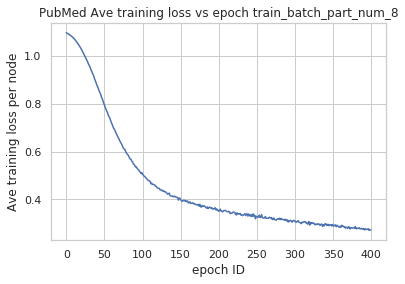 PubMed Ave training loss vs epoch train_batch_part_num_8
Ave training loss per node
1.0
0.8
0.6
0.4
0 50 100 150 200 250 300 350 400
epoch ID